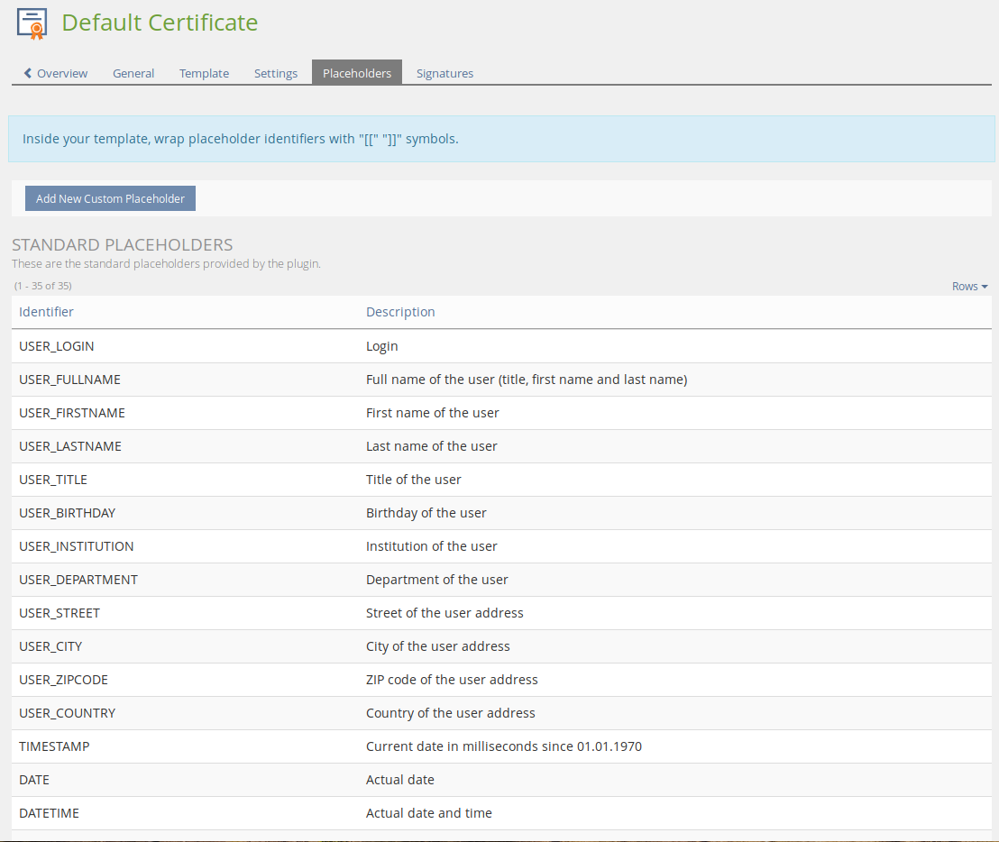 Default Certificate
Overview General Template Settings Placeholders Signatures
Inside your template, wrap placeholder identifiers with "[[" "]]" symbols.
Add New Custom Placeholder
STANDARD PLACEHOLDERS
These are the standard placeholders provided by the plugin.
(1 - 35 of 35) Rows
Identifier Description
USER_LOGIN Login
USER_FULLNAME Full name of the user (title, first name and last name)
USER_FIRSTNAME First name of the user
USER_LASTNAME Last name of the user
USER_TITLE Title of the user
USER_BIRTHDAY Birthday of the user
USER_INSTITUTION Institution of the user
USER_DEPARTMENT Department of the user
USER_STREET Street of the user address
USER_CITY City of the user address
USER_ZIPCODE ZIP code of the user address
USER_COUNTRY Country of the user address
TIMESTAMP Current date in milliseconds since 01.01.1970
DATE Actual date
DATETIME Actual date and time